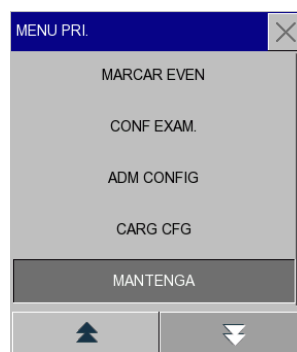 MENU PRI.
MARCAR EVEN
CONF EXAM.
ADM CONFIG
CARG CFG
MANTENGA